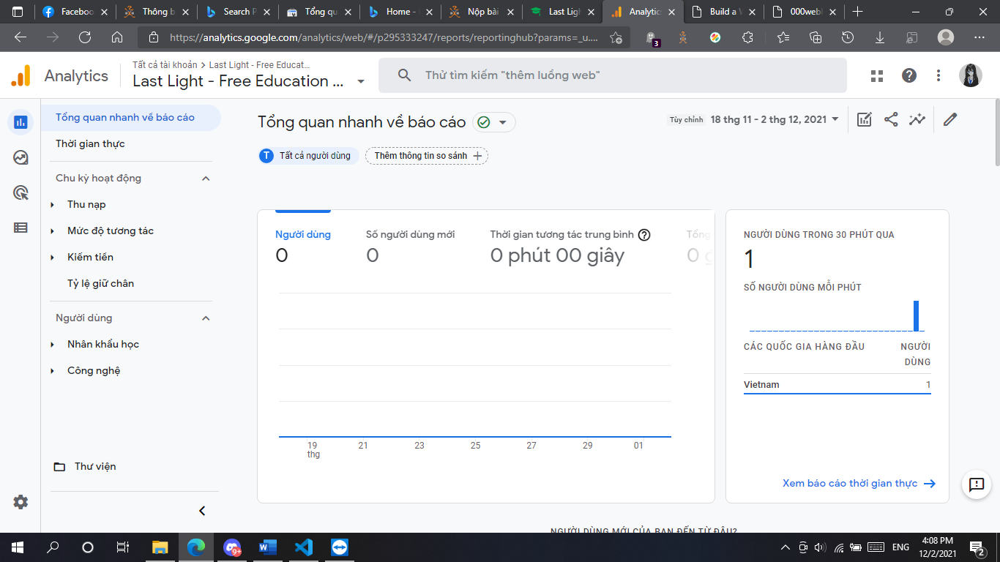 Facebo
Thông b
Search P
Tổng qu
Home -
Nộp bài
Last Ligh
Analytics
Build a V
000webh
https://analytics.google.com/analytics/web/#/p295333247/reports/reportinghub?params=_u....
3
Analytics
Tất cả tài khoản > Last Light - Free Educat...
Last Light - Free Education ...
Thử tìm kiếm "thêm luồng web"
Tổng quan nhanh về báo cáo
Thời gian thực
Chu kỳ hoạt động
Thu nạp
Mức độ tương tác
Kiếm tiền
Tỷ lệ giữ chân
Người dùng
Nhân khẩu học
Công nghệ
Thư viện
Tổng quan nhanh về báo cáo
Tùy chỉnh 18 thg 11 - 2 thg 12, 2021
T Tất cả người dùng
Thêm thông tin so sánh
Người dùng
0
Số người dùng mới
0
Thời gian tương tác trung bình
0 phút 00 giây
Tổng
0
19
thg
21
23
25
27
29
01
NGƯỜI DÙNG TRONG 30 PHÚT QUA
1
SỐ NGƯỜI DÙNG MỖI PHÚT
CÁC QUỐC GIA HÀNG ĐẦU
NGƯỜI
DÙNG
Vietnam 1
Xem báo cáo thời gian thực
NGƯỜI DÙNG MỚI CỦA BẠN ĐẾN TỪ ĐÂU?
9+
ENG
4:08 PM
12/2/2021
2